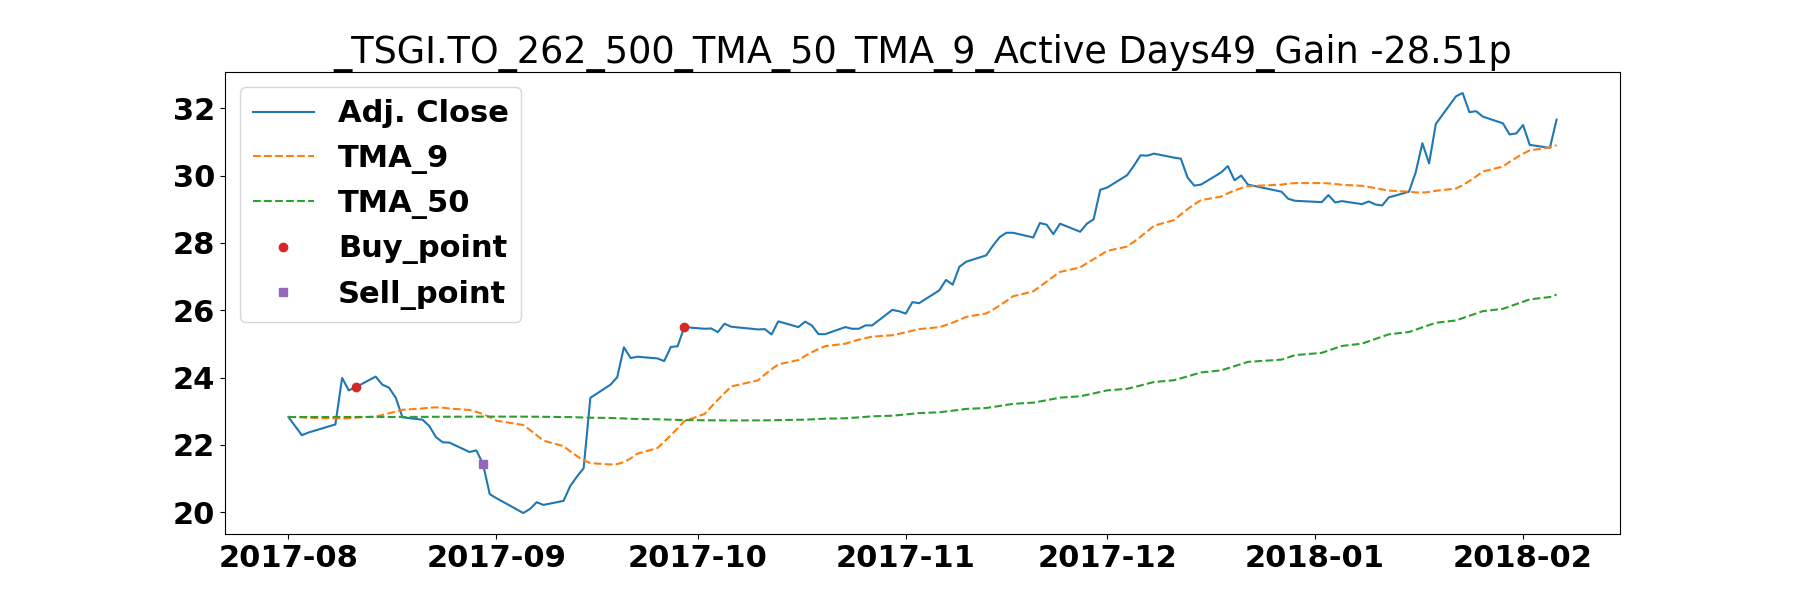 _TSGI.TO_262_500_TMA_50_TMA_9_Active Days49_Gain -28.51p
Adj. Close
TMA_9
TMA_50
Buy_point
Sell_point
32
30
28
26
24
22
20
2017-08 2017-09 2017-10 2017-11 2017-12 2018-01 2018-02